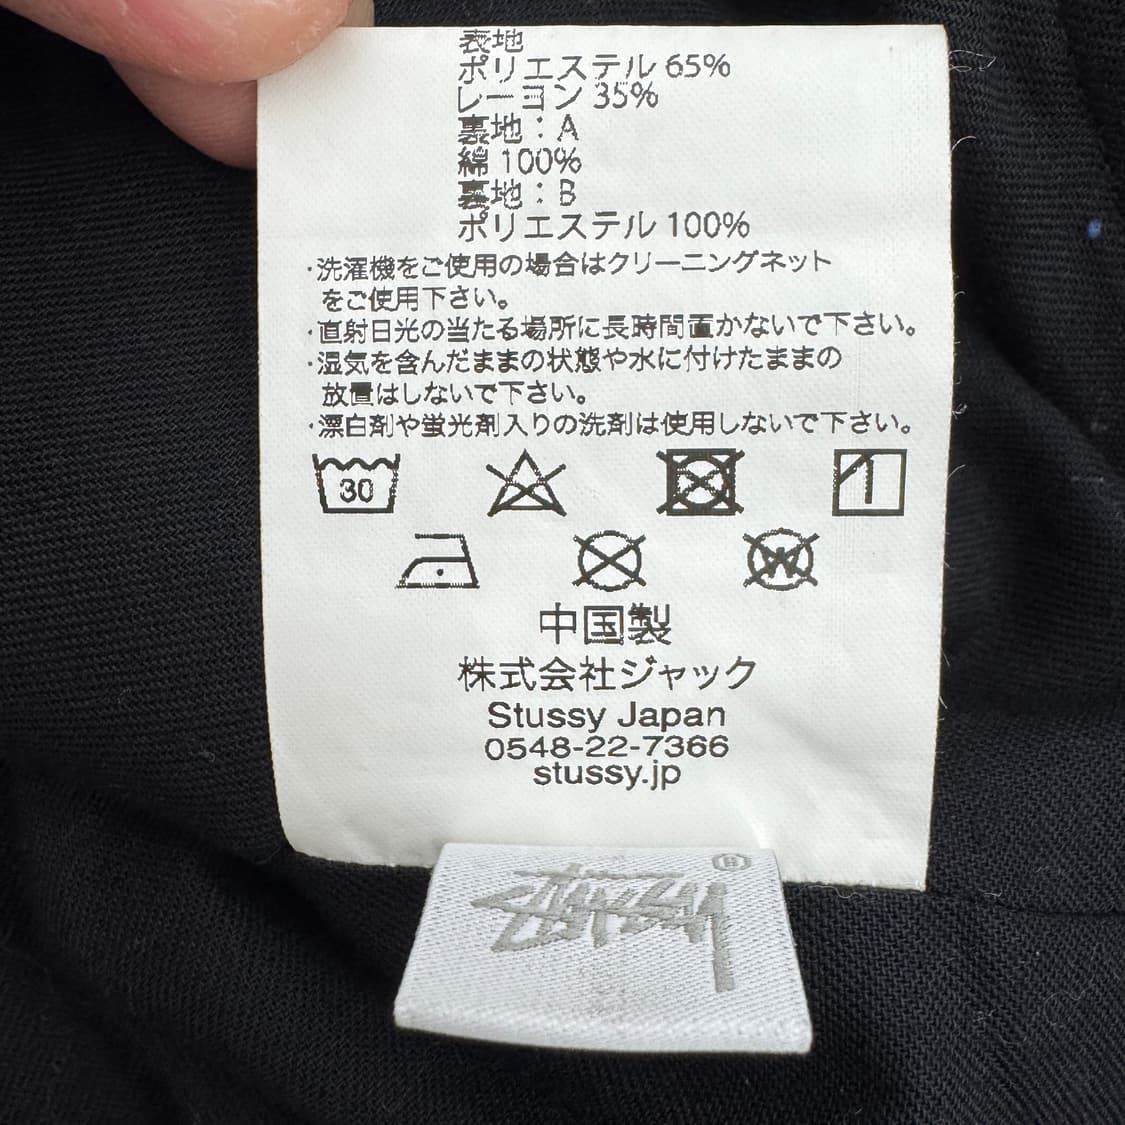 表地
ポリエステル 65%
レーヨン 35%
裏地：A
綿 100%
裏地：B
ポリエステル 100%
・洗濯機をご使用の場合はクリーニングネット
をご使用下さい。
・直射日光の当たる場所に長時間置かないで下さい。
・湿気を含んだままの状態や水に付けたままの
放置はしないで下さい。
・漂白剤や蛍光剤入りの洗剤は使用しないで下さい。
30
W
中国製
株式会社ジャック
Stussy Japan
0548-22-7366
stussy.jp
STUSSY ®